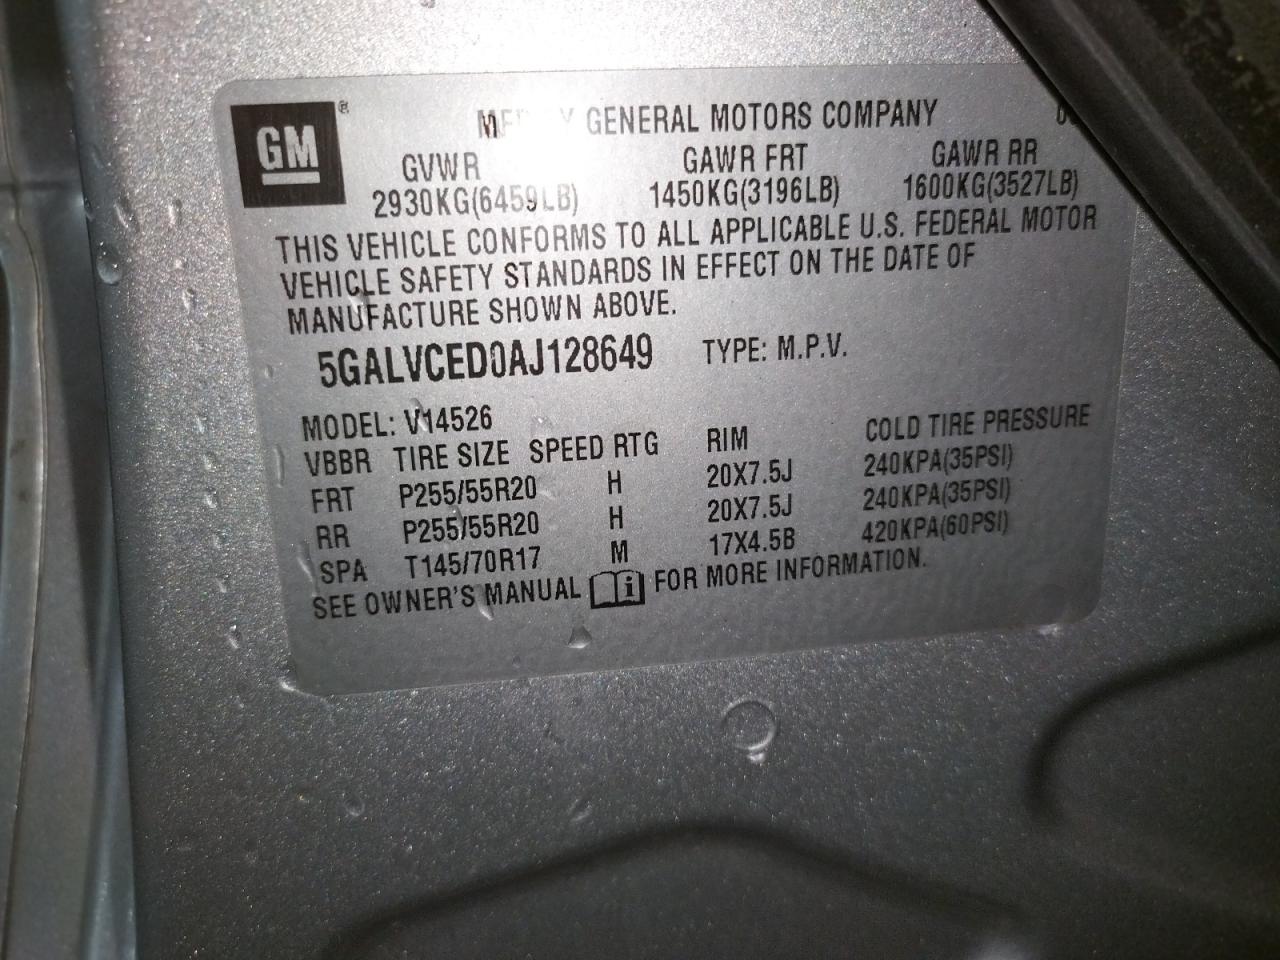 GM ®
GENERAL MOTORS COMPANY
GVWR GAWR FRT GAWR RR
2930KG(6459LB) 1450KG(3196LB) 1600KG(3527LB)
THIS VEHICLE CONFORMS TO ALL APPLICABLE U.S. FEDERAL MOTOR
VEHICLE SAFETY STANDARDS IN EFFECT ON THE DATE OF
MANUFACTURE SHOWN ABOVE.
5GALVCED0AJ128649 TYPE: M.P.V.
MODEL: V14526
VBBR TIRE SIZE SPEED RTG RIM COLD TIRE PRESSURE
FRT P255/55R20 H 20X7.5J 240KPA(35PSI)
RR P255/55R20 H 20X7.5J 240KPA(35PSI)
SPA T145/70R17 M 17X4.5B 420KPA(60PSI)
SEE OWNER'S MANUAL i FOR MORE INFORMATION.